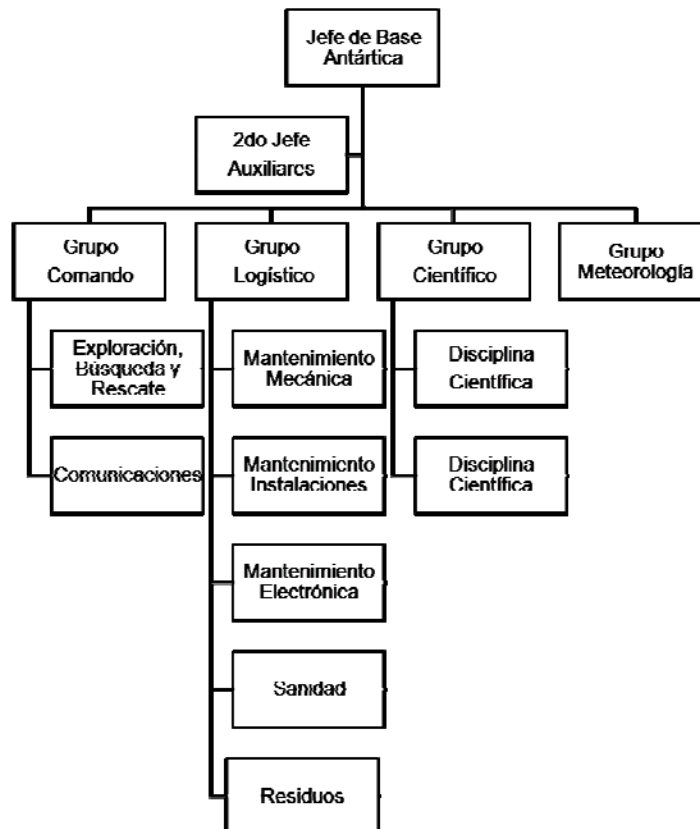 Jefe de Base
Antártica
2do Jefe
Auxiliares
Grupo
Comando
Grupo
Logístico
Grupo
Científico
Grupo
Meteorología
Exploración,
Búsqueda y
Rescate
Mantenimiento
Mecánica
Disciplina
Científica
Comunicaciones
Mantenimiento
Instalaciones
Disciplina
Científica
Mantenimiento
Electrónica
Sanidad
Residuos